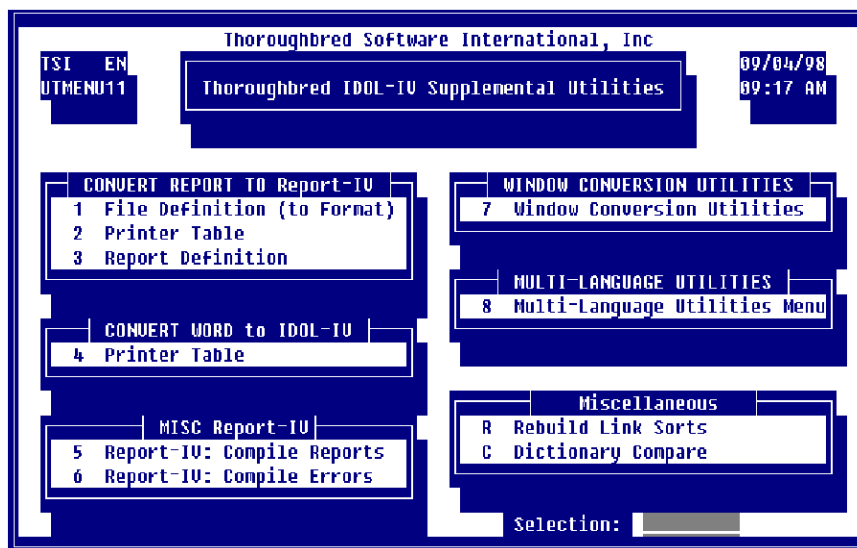 Thoroughbred Software International, Inc
TSI EN
09/04/98
UTMENU11
Thoroughbred IDOL-IV Supplemental Utilities
09:17 AM
CONVERT REPORT TO Report-IV
1 File Definition (to Format)
2 Printer Table
3 Report Definition
CONVERT WORD to IDOL-IV
4 Printer Table
MISC Report-IV
5 Report-IV: Compile Reports
6 Report-IV: Compile Errors
WINDOW CONVERSION UTILITIES
7 Window Conversion Utilities
MULTI-LANGUAGE UTILITIES
8 Multi-Language Utilities Menu
Miscellaneous
R Rebuild Link Sorts
C Dictionary Compare
Selection: